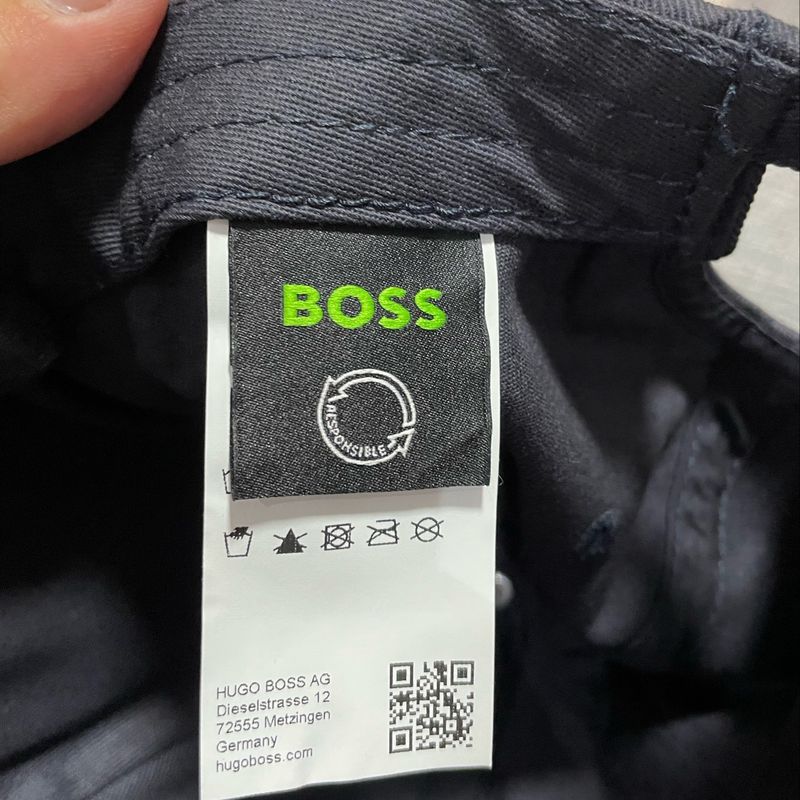 BOSS
RESPONSIBLE
HUGO BOSS AG
Dieselstrasse 12
72555 Metzingen
Germany
hugoboss.com